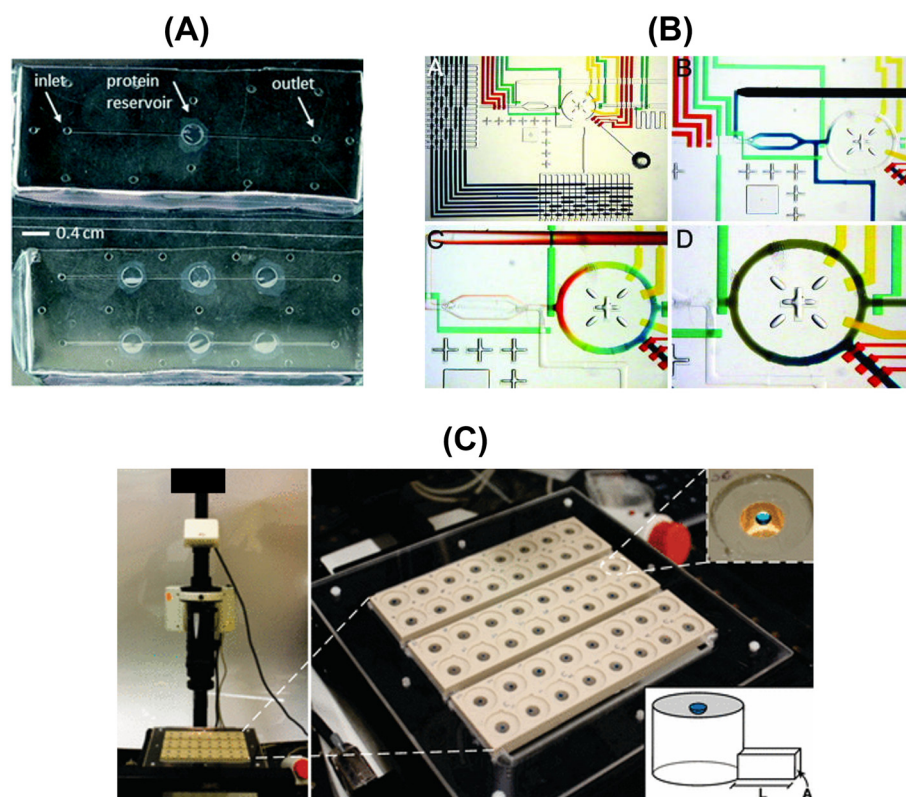 (A)
(B)
inlet
protein
reservoir
outlet
0.4 cm
A
B
C
D
(C)
L
A